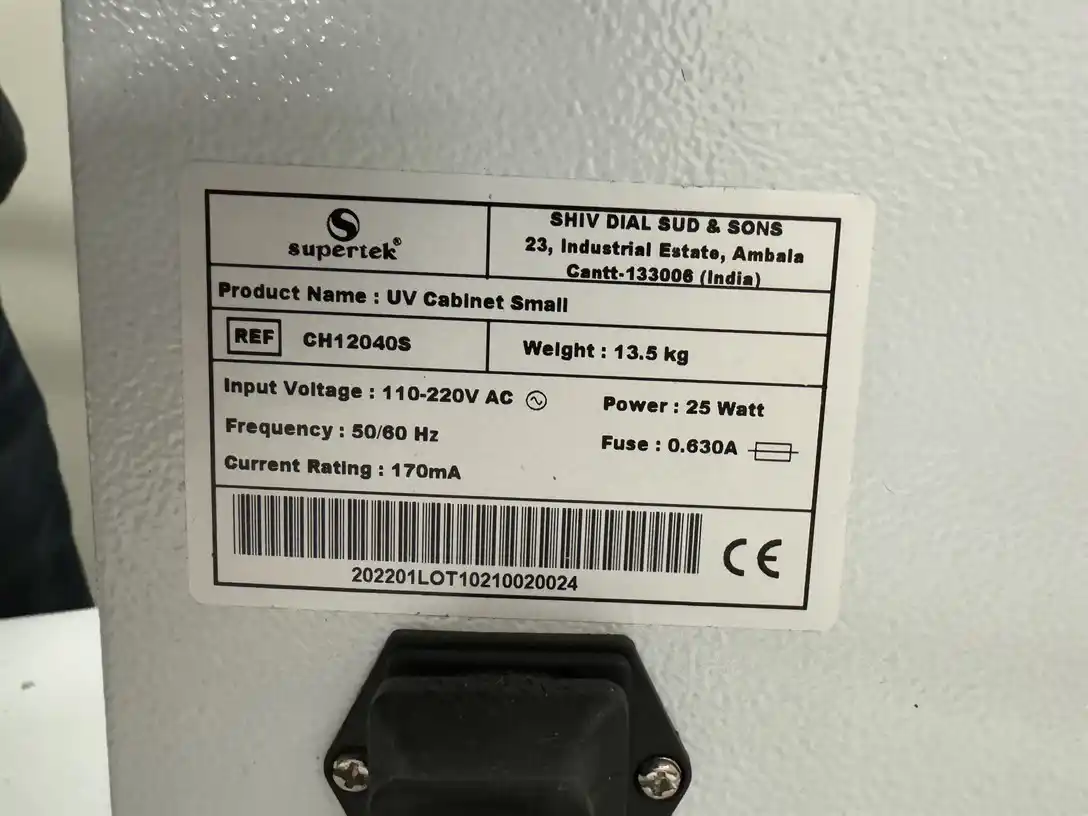 supertek®
SHIV DIAL SUD & SONS
23, Industrial Estate, Ambala
Cantt-133006 (India)
Product Name : UV Cabinet Small
REF CH12040S
Weight : 13.5 kg
Input Voltage : 110-220V AC
Power : 25 Watt
Frequency : 50/60 Hz
Fuse : 0.630A
Current Rating : 170mA
202201LOT10210020024
CE